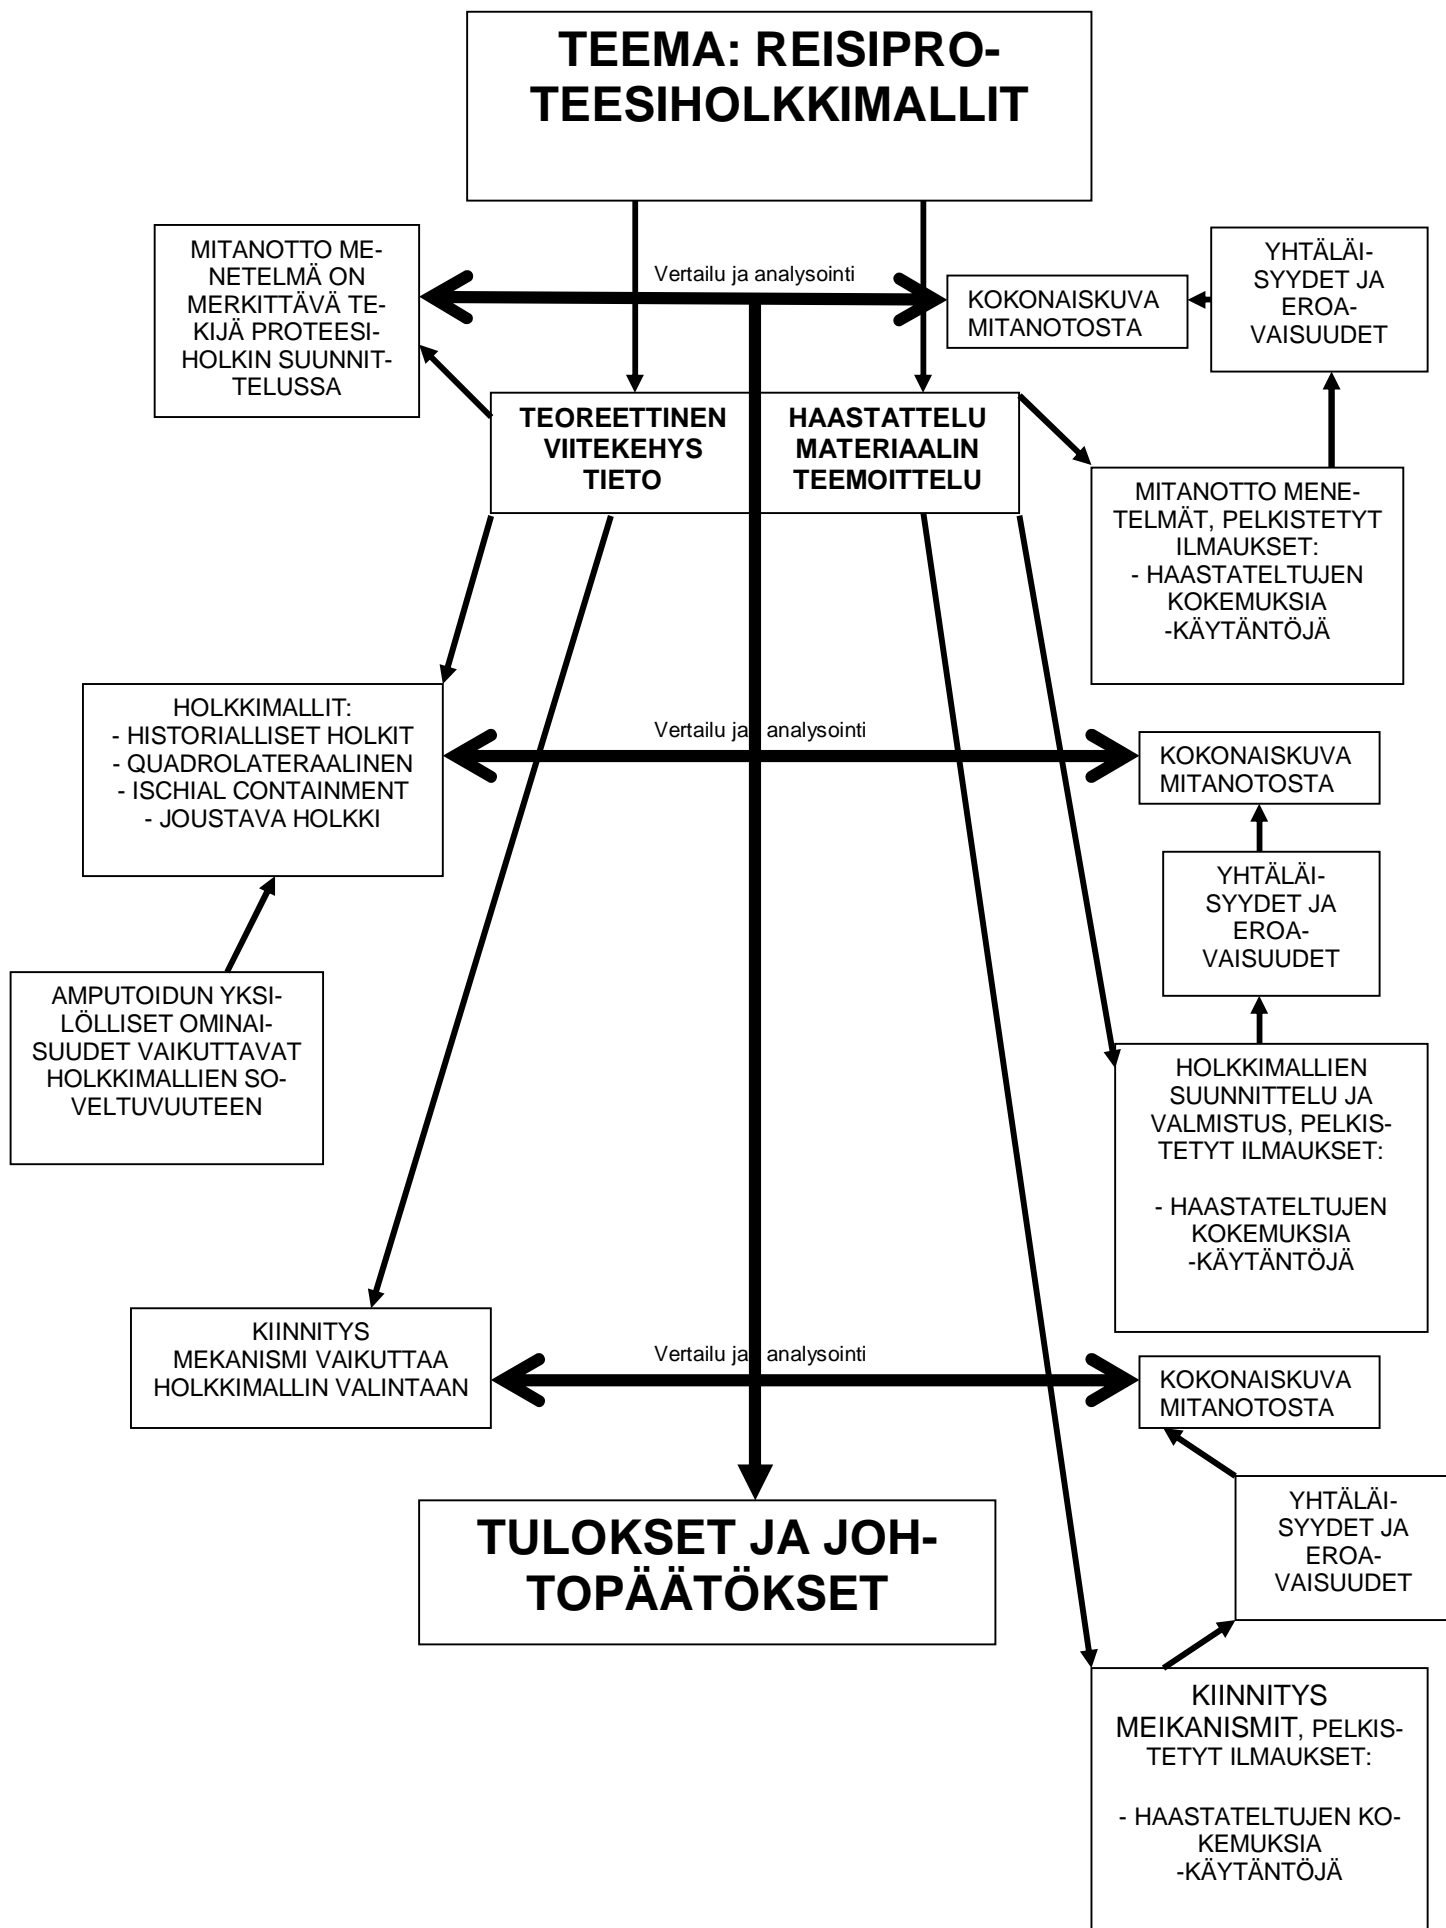 TEEMA: REISIPRO-
TEESIHOLKKIMALLIT
MITANOTTO ME-
NETELMÄ ON
MERKITTÄVÄ TE-
KIJÄ PROTEESI-
HOLKIN SUUNNIT-
TELUSSA
Vertailu ja analysointi
KOKONAISKUVA
MITANOTOSTA
YHTÄLÄI-
SYYDET JA
EROA-
VAISUUDET
TEOREETTINEN
VIITEKEHYS
TIETO
HAASTATTELU
MATERIAALIN
TEEMOITTELU
MITANOTTO MENE-
TELMÄT, PELKISTETYT
ILMAUKSET:
- HAASTATELTUJEN
KOKEMUKSIA
-KÄYTÄNTÖJÄ
HOLKKIMALLIT:
- HISTORIALLISET HOLKIT
- QUADROLATERAALINEN
- ISCHIAL CONTAINMENT
- JOUSTAVA HOLKKI
Vertailu ja analysointi
KOKONAISKUVA
MITANOTOSTA
YHTÄLÄI-
SYYDET JA
EROA-
VAISUUDET
AMPUTOIDUN YKSI-
LÖLLISET OMINAI-
SUUDET VAIKUTTAVAT
HOLKKIMALLIEN SO-
VELTUVUUTEEN
HOLKKIMALLIEN
SUUNNITTELU JA
VALMISTUS, PELKIS-
TETYT ILMAUKSET:
- HAASTATELTUJEN
KOKEMUKSIA
-KÄYTÄNTÖJÄ
KIINNITYS
MEKANISMI VAIKUTTAA
HOLKKIMALLIN VALINTAAN
Vertailu ja analysointi
KOKONAISKUVA
MITANOTOSTA
YHTÄLÄI-
SYYDET JA
EROA-
VAISUUDET
TULOKSET JA JOH-
TOPÄÄTÖKSET
KIINNITYS
MEIKANISMIT, PELKIS-
TETYT ILMAUKSET:
- HAASTATELTUJEN KO-
KEMUKSIA
-KÄYTÄNTÖJÄ